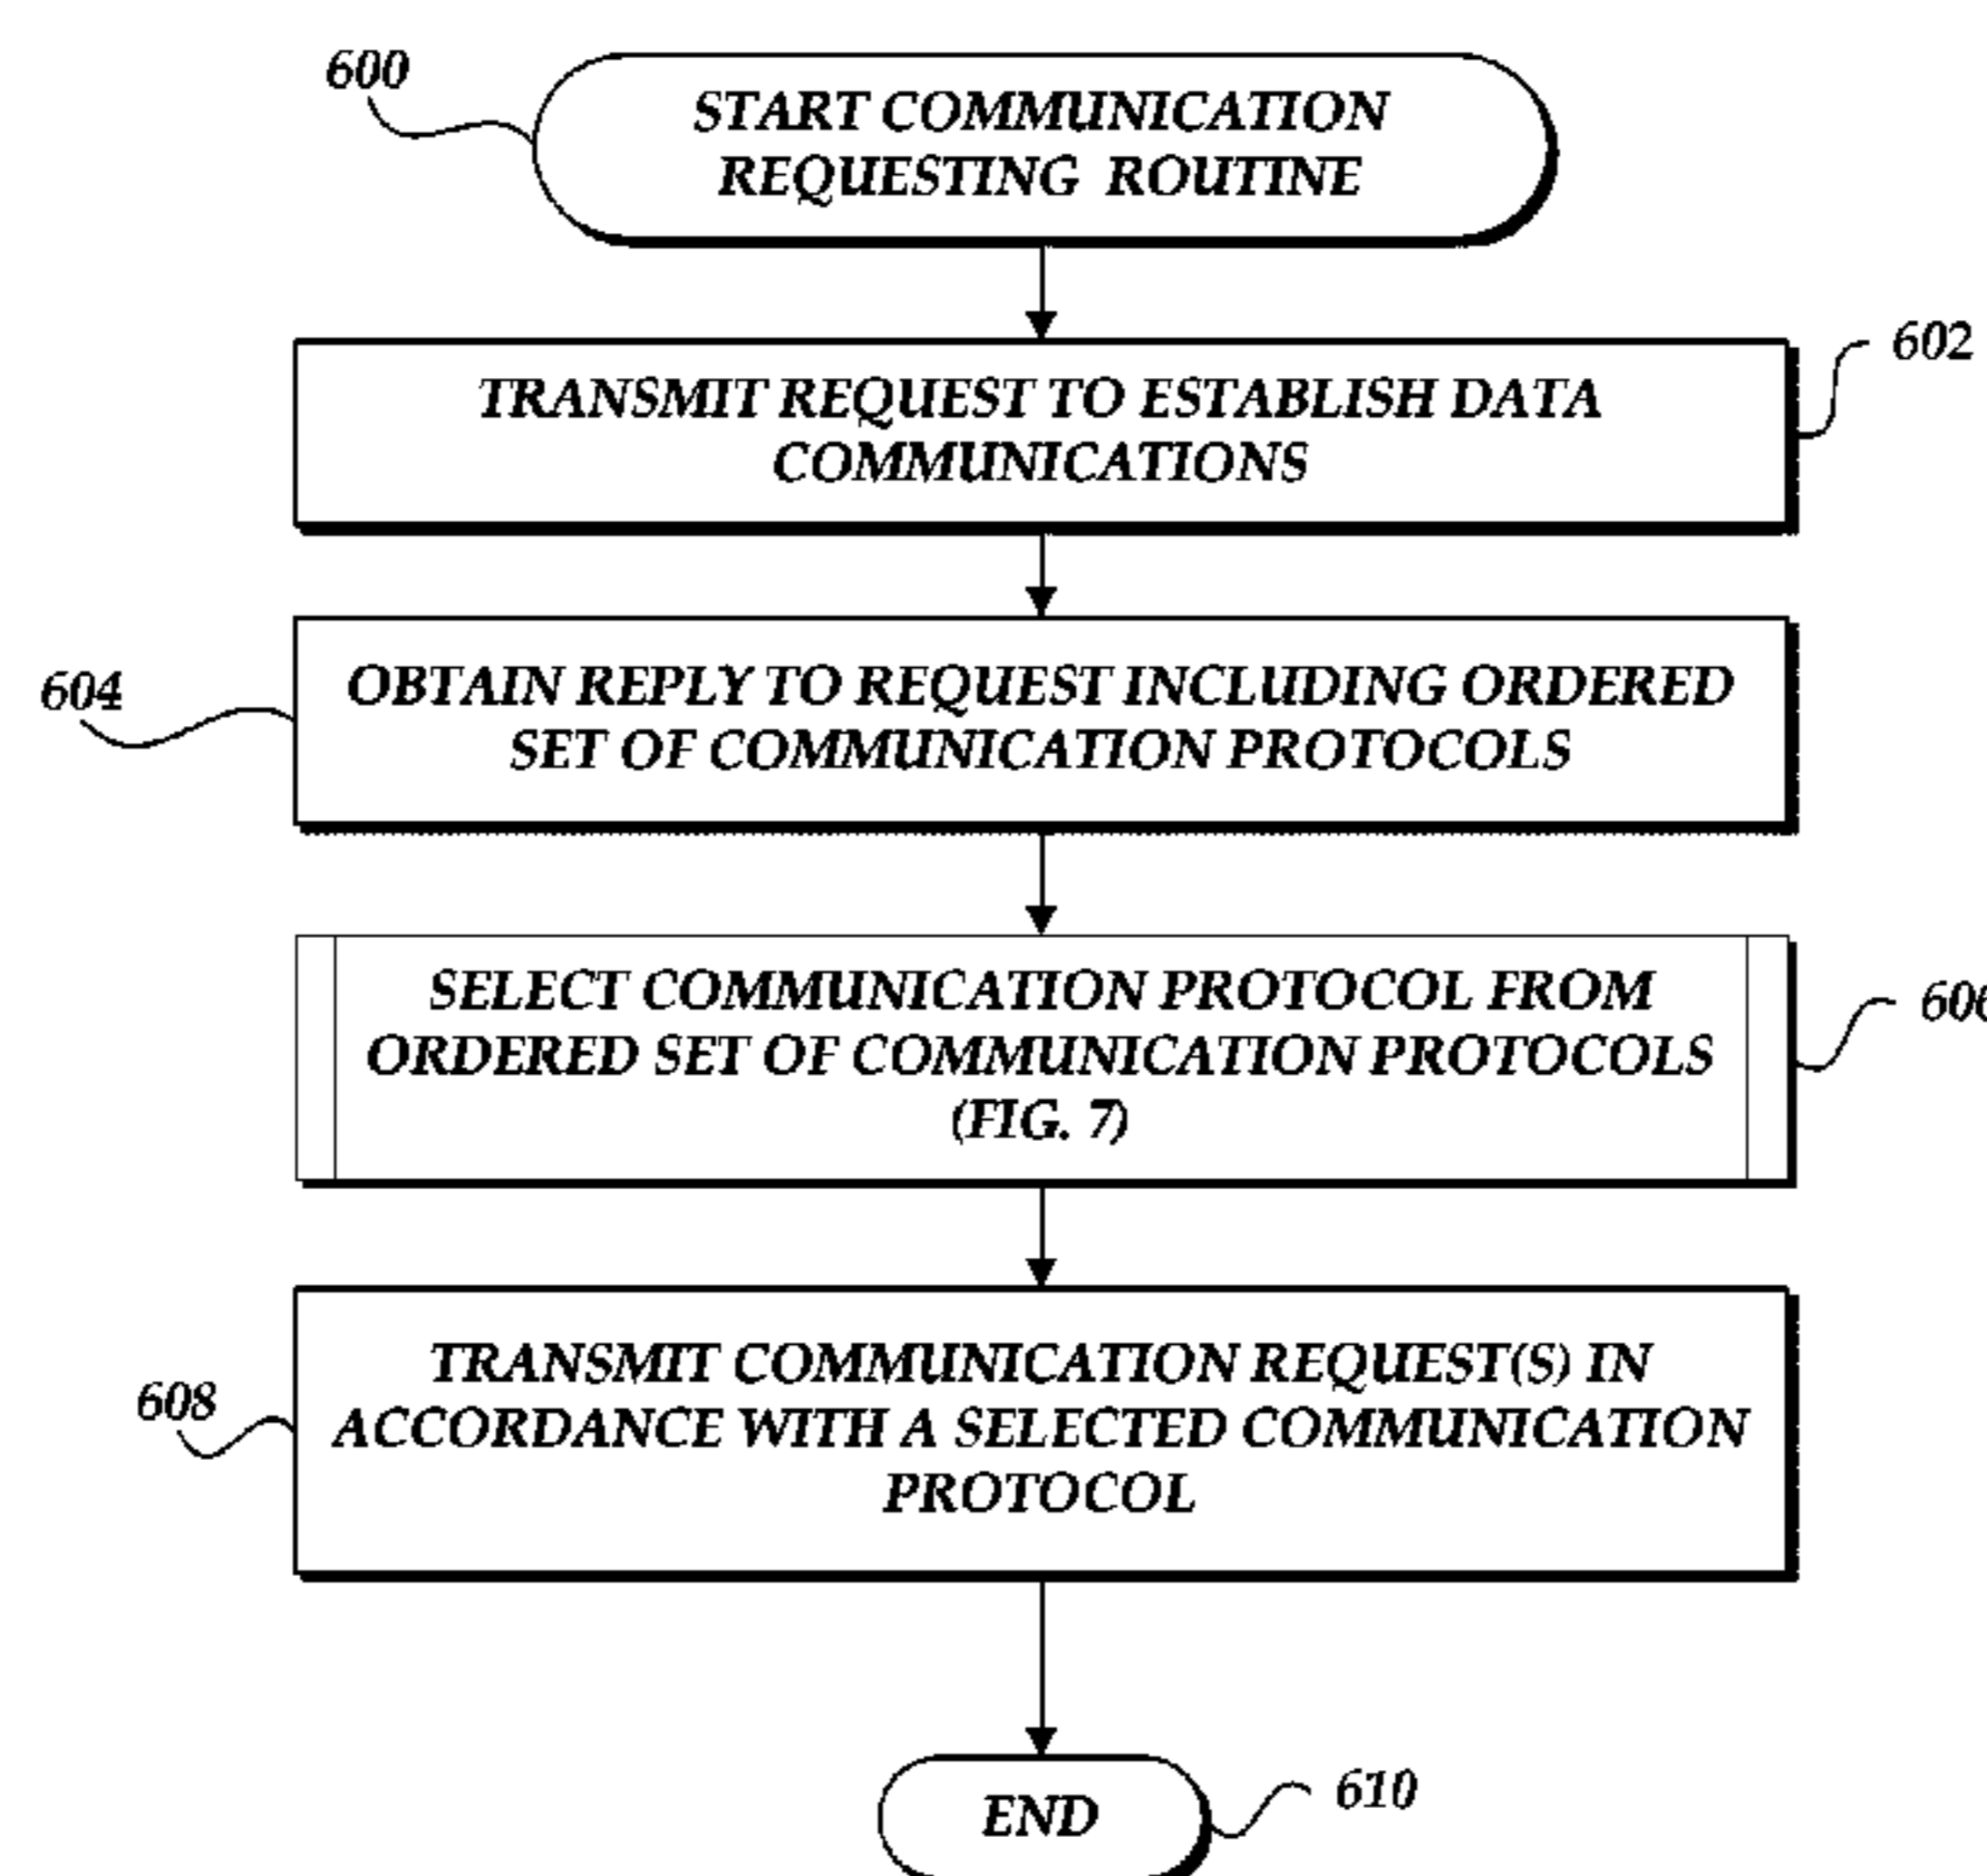 600
START COMMUNICATION
REQUESTING ROUTINE
602
TRANSMIT REQUEST TO ESTABLISH DATA
COMMUNICATIONS
604
OBTAIN REPLY TO REQUEST INCLUDING ORDERED
SET OF COMMUNICATION PROTOCOLS
606
SELECT COMMUNICATION PROTOCOL FROM
ORDERED SET OF COMMUNICATION PROTOCOLS
(FIG. 7)
608
TRANSMIT COMMUNICATION REQUEST(S) IN
ACCORDANCE WITH A SELECTED COMMUNICATION
PROTOCOL
END
610